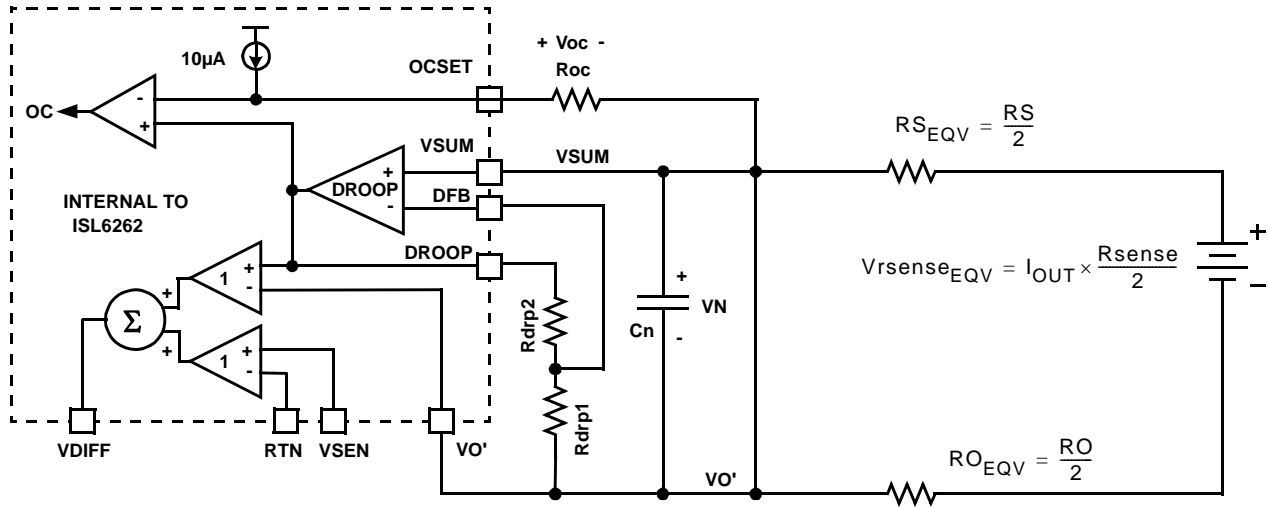 10µA
+ Voc -
OCSET
Roc
OC
-
+
RS_EQV = RS/2
VSUM
VSUM
+
DROOP
-
DFB
INTERNAL TO
ISL6262
DROOP
+
1
-
+
Σ
+
+
1
-
Rdrp2
Rdrp1
+
VN
Cn
-
Vrsense_EQV = I_OUT × Rsense/2
+
−
VDIFF
RTN
VSEN
VO'
VO'
RO_EQV = RO/2